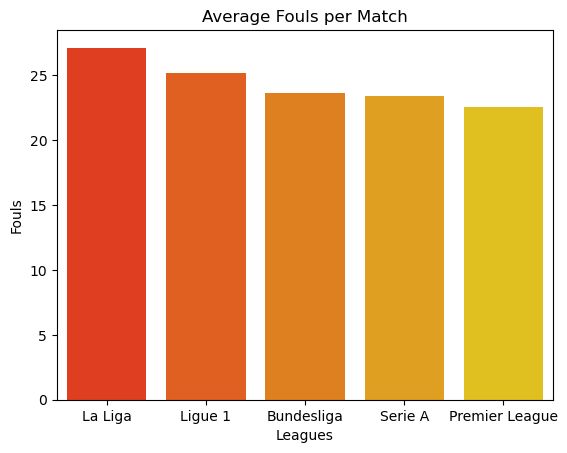 Average Fouls per Match
Fouls
25
20
15
10
5
0
La Liga
Ligue 1
Bundesliga
Serie A
Premier League
Leagues